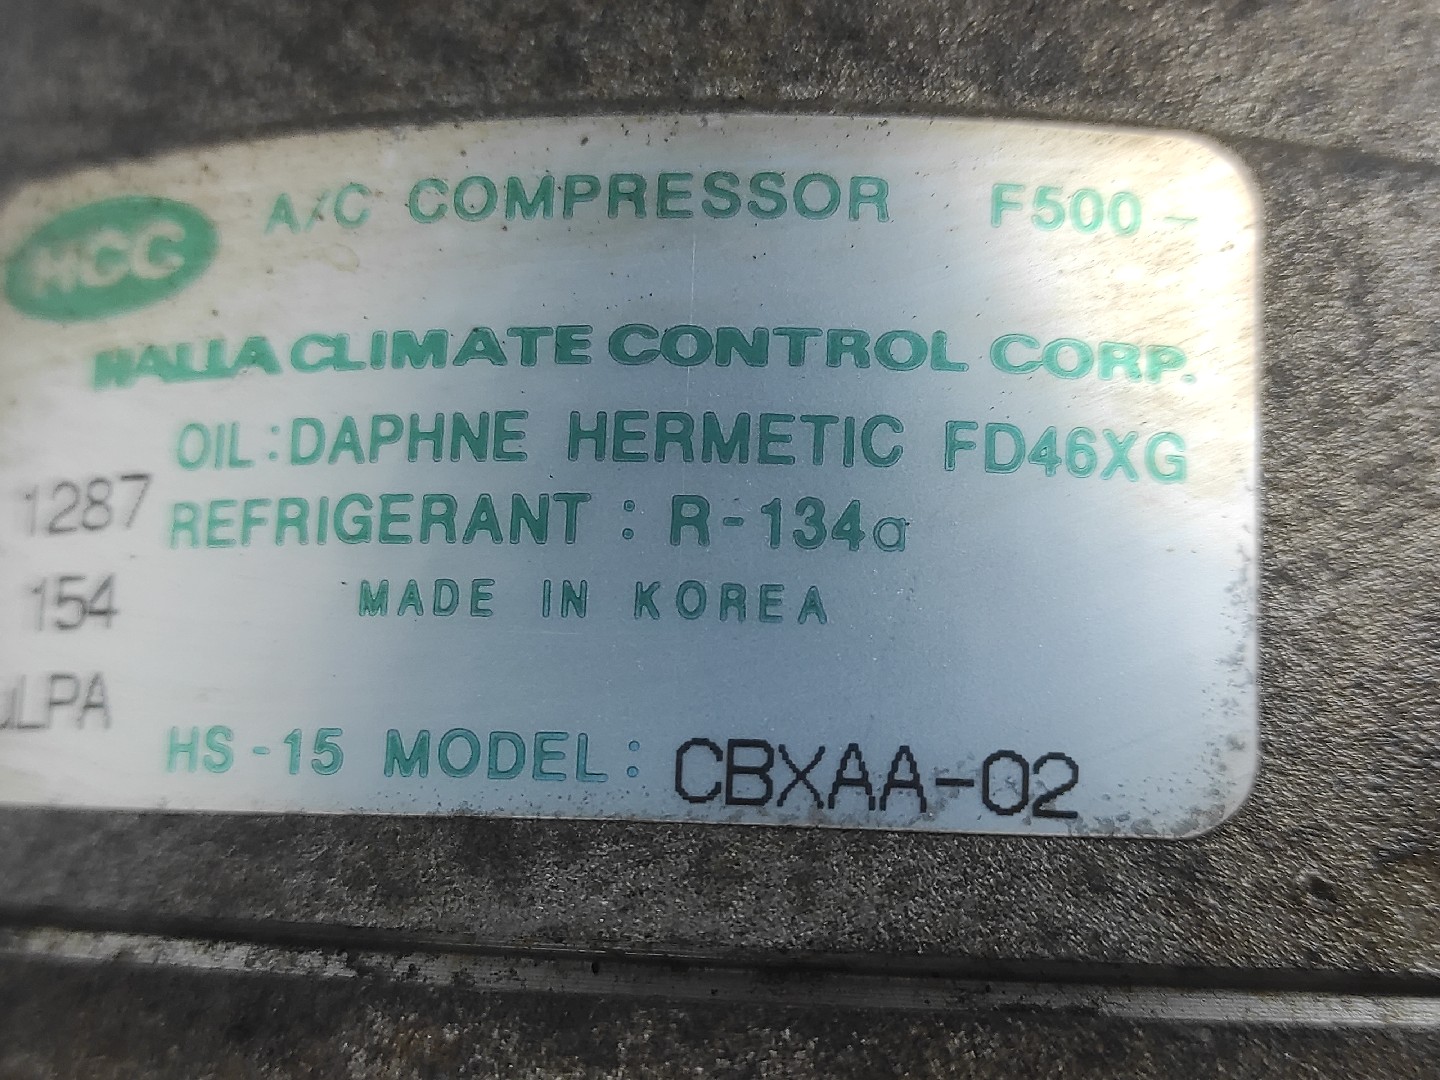 HCC A/C COMPRESSOR F500-
HALLA CLIMATE CONTROL CORP.
OIL:DAPHNE HERMETIC FD46XG
1287 REFRIGERANT : R-134a
154 MADE IN KOREA
LPA
HS-15 MODEL: CBXAA-02